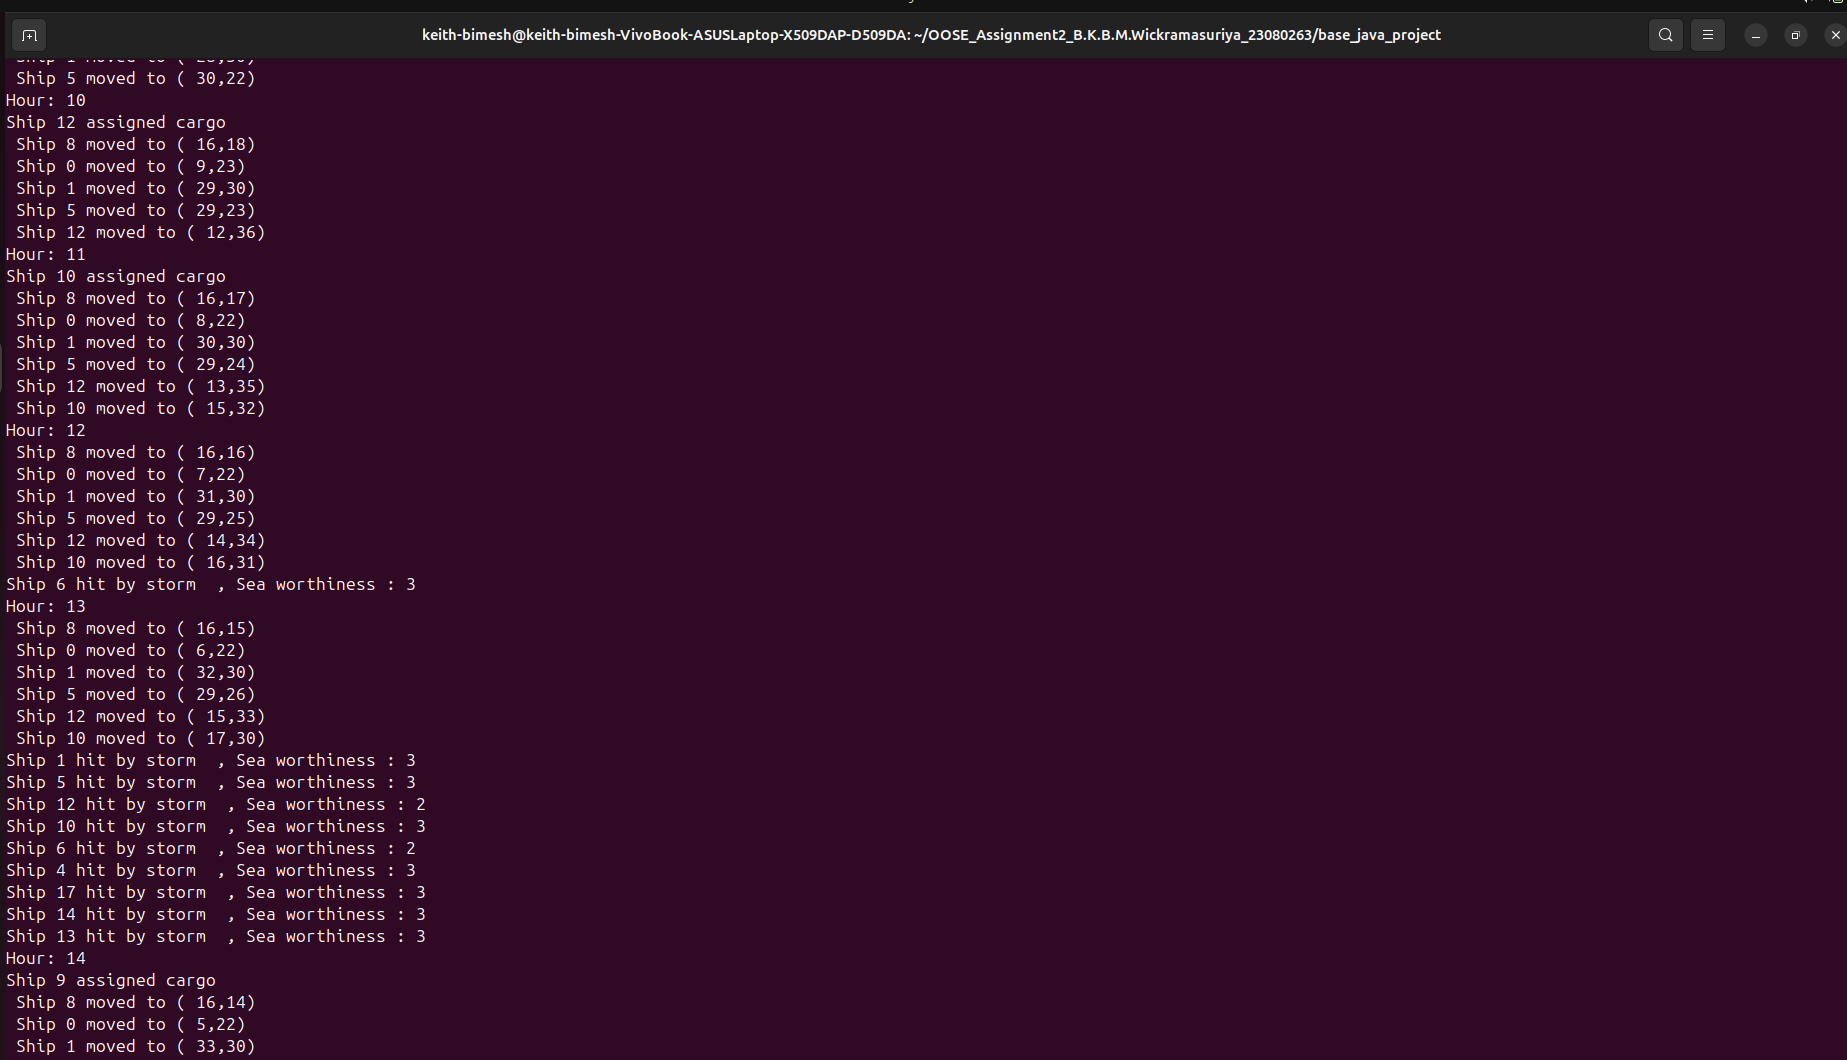 keith-bimesh@keith-bimesh-VivoBook-ASUSLaptop-X509DAP-D509DA: ~/OOSE_Assignment2_B.K.B.M.Wickramasuriya_23080263/base_java_project
Ship 5 moved to ( 30,22)
Hour: 10
Ship 12 assigned cargo
Ship 8 moved to ( 16,18)
Ship 0 moved to ( 9,23)
Ship 1 moved to ( 29,30)
Ship 5 moved to ( 29,23)
Ship 12 moved to ( 12,36)
Hour: 11
Ship 10 assigned cargo
Ship 8 moved to ( 16,17)
Ship 0 moved to ( 8,22)
Ship 1 moved to ( 30,30)
Ship 5 moved to ( 29,24)
Ship 12 moved to ( 13,35)
Ship 10 moved to ( 15,32)
Hour: 12
Ship 8 moved to ( 16,16)
Ship 0 moved to ( 7,22)
Ship 1 moved to ( 31,30)
Ship 5 moved to ( 29,25)
Ship 12 moved to ( 14,34)
Ship 10 moved to ( 16,31)
Ship 6 hit by storm  , Sea worthiness : 3
Hour: 13
Ship 8 moved to ( 16,15)
Ship 0 moved to ( 6,22)
Ship 1 moved to ( 32,30)
Ship 5 moved to ( 29,26)
Ship 12 moved to ( 15,33)
Ship 10 moved to ( 17,30)
Ship 1 hit by storm  , Sea worthiness : 3
Ship 5 hit by storm  , Sea worthiness : 3
Ship 12 hit by storm  , Sea worthiness : 2
Ship 10 hit by storm  , Sea worthiness : 3
Ship 6 hit by storm  , Sea worthiness : 2
Ship 4 hit by storm  , Sea worthiness : 3
Ship 17 hit by storm  , Sea worthiness : 3
Ship 14 hit by storm  , Sea worthiness : 3
Ship 13 hit by storm  , Sea worthiness : 3
Hour: 14
Ship 9 assigned cargo
Ship 8 moved to ( 16,14)
Ship 0 moved to ( 5,22)
Ship 1 moved to ( 33,30)